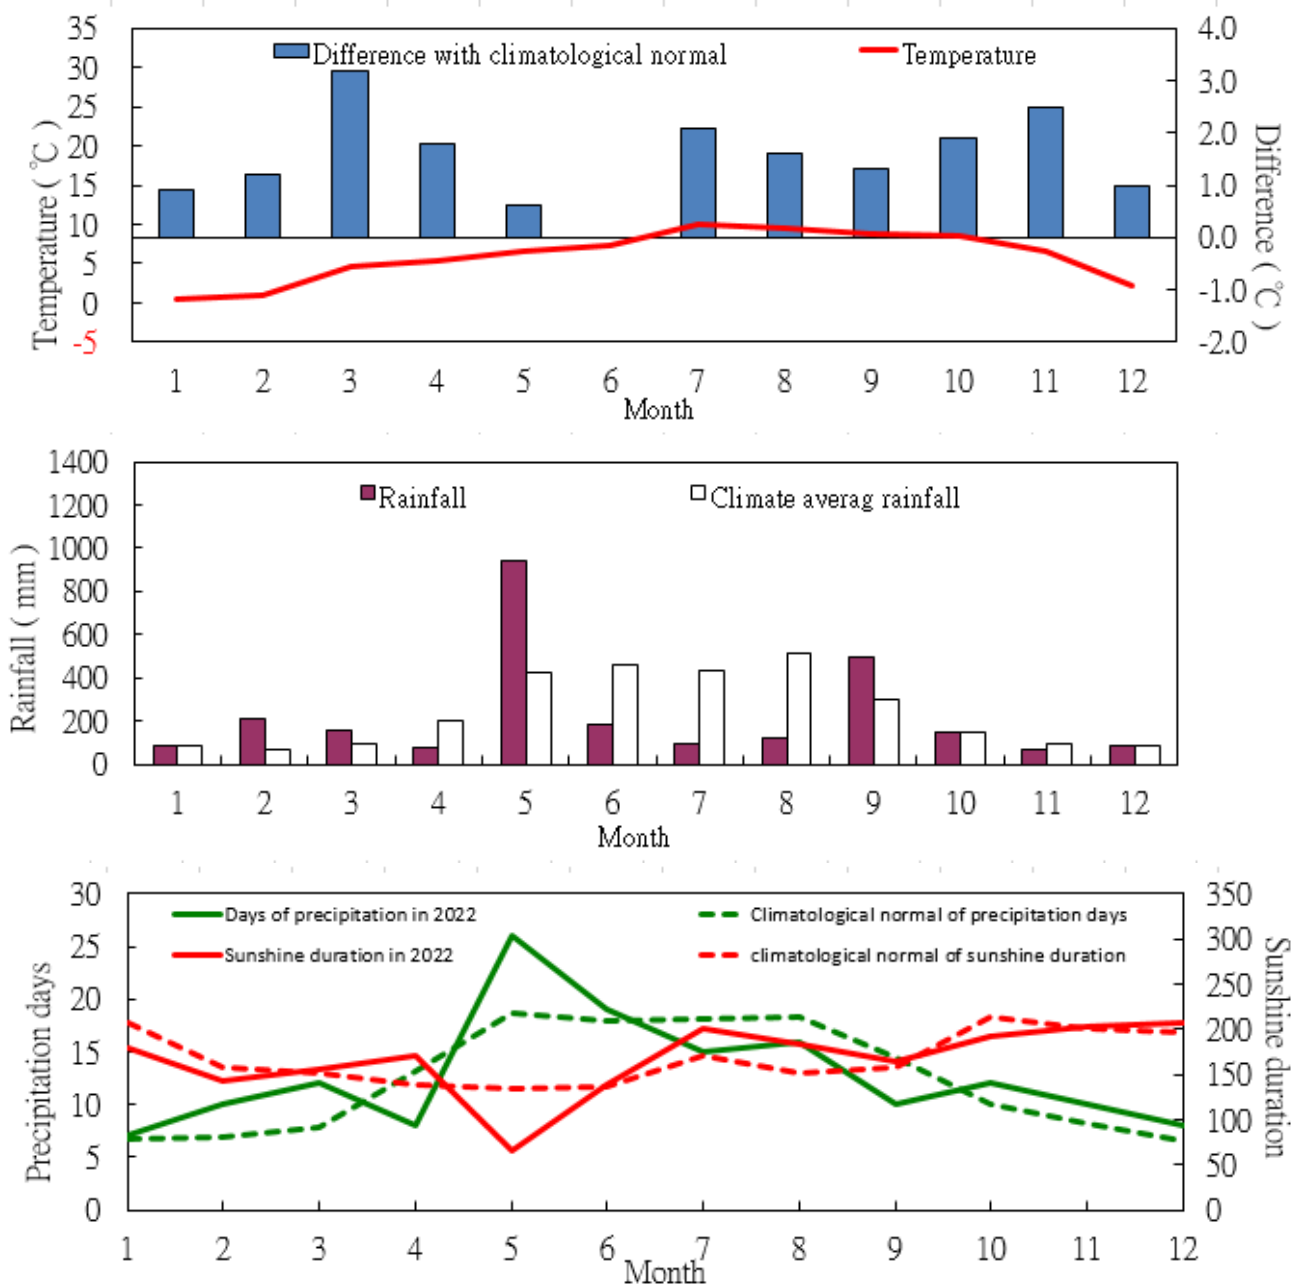 35 4.0
Difference with climatological normal Temperature
30 3.0
25
20 2.0
15 1.0
10 0.0
5
0 -1.0
-5 -2.0
Temperature ( ℃ )
Difference ( ℃ )
1 2 3 4 5 6 7 8 9 10 11 12
Month
1400
Rainfall Climate averag rainfall
1200
1000
800
600
400
200
0
Rainfall ( mm )
1 2 3 4 5 6 7 8 9 10 11 12
Month
30 350
Days of precipitation in 2022 Climatological normal of precipitation days
Sunshine duration in 2022 climatological normal of sunshine duration
25 300
250
20 200
15 150
10 100
5 50
0 0
Precipitation days
Sunshine duration
1 2 3 4 5 6 7 8 9 10 11 12
Month